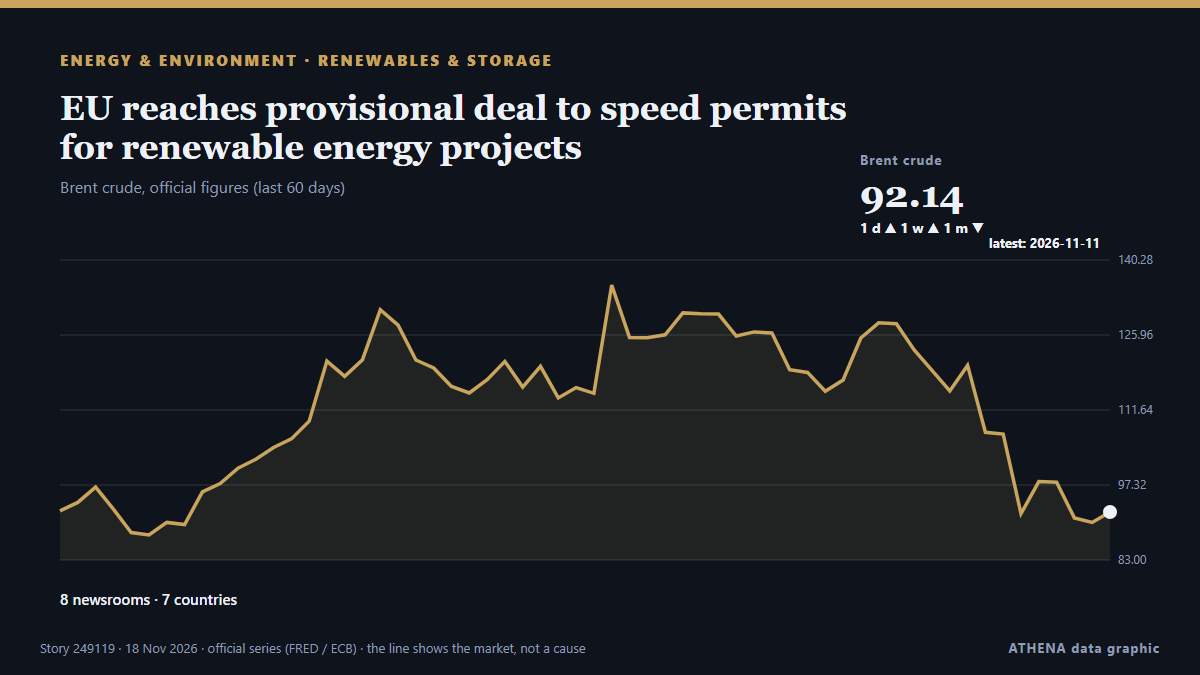 ENERGY & ENVIRONMENT · RENEWABLES & STORAGE
EU reaches provisional deal to speed permits
for renewable energy projects
Brent crude, official figures (last 60 days)
Brent crude
92.14
1 d ▲ 1 w ▲ 1 m ▼
latest: 2026-11-11
140.28
125.96
111.64
97.32
83.00
8 newsrooms · 7 countries
Story 249119 · 18 Nov 2026 · official series (FRED / ECB) · the line shows the market, not a cause
ATHENA data graphic